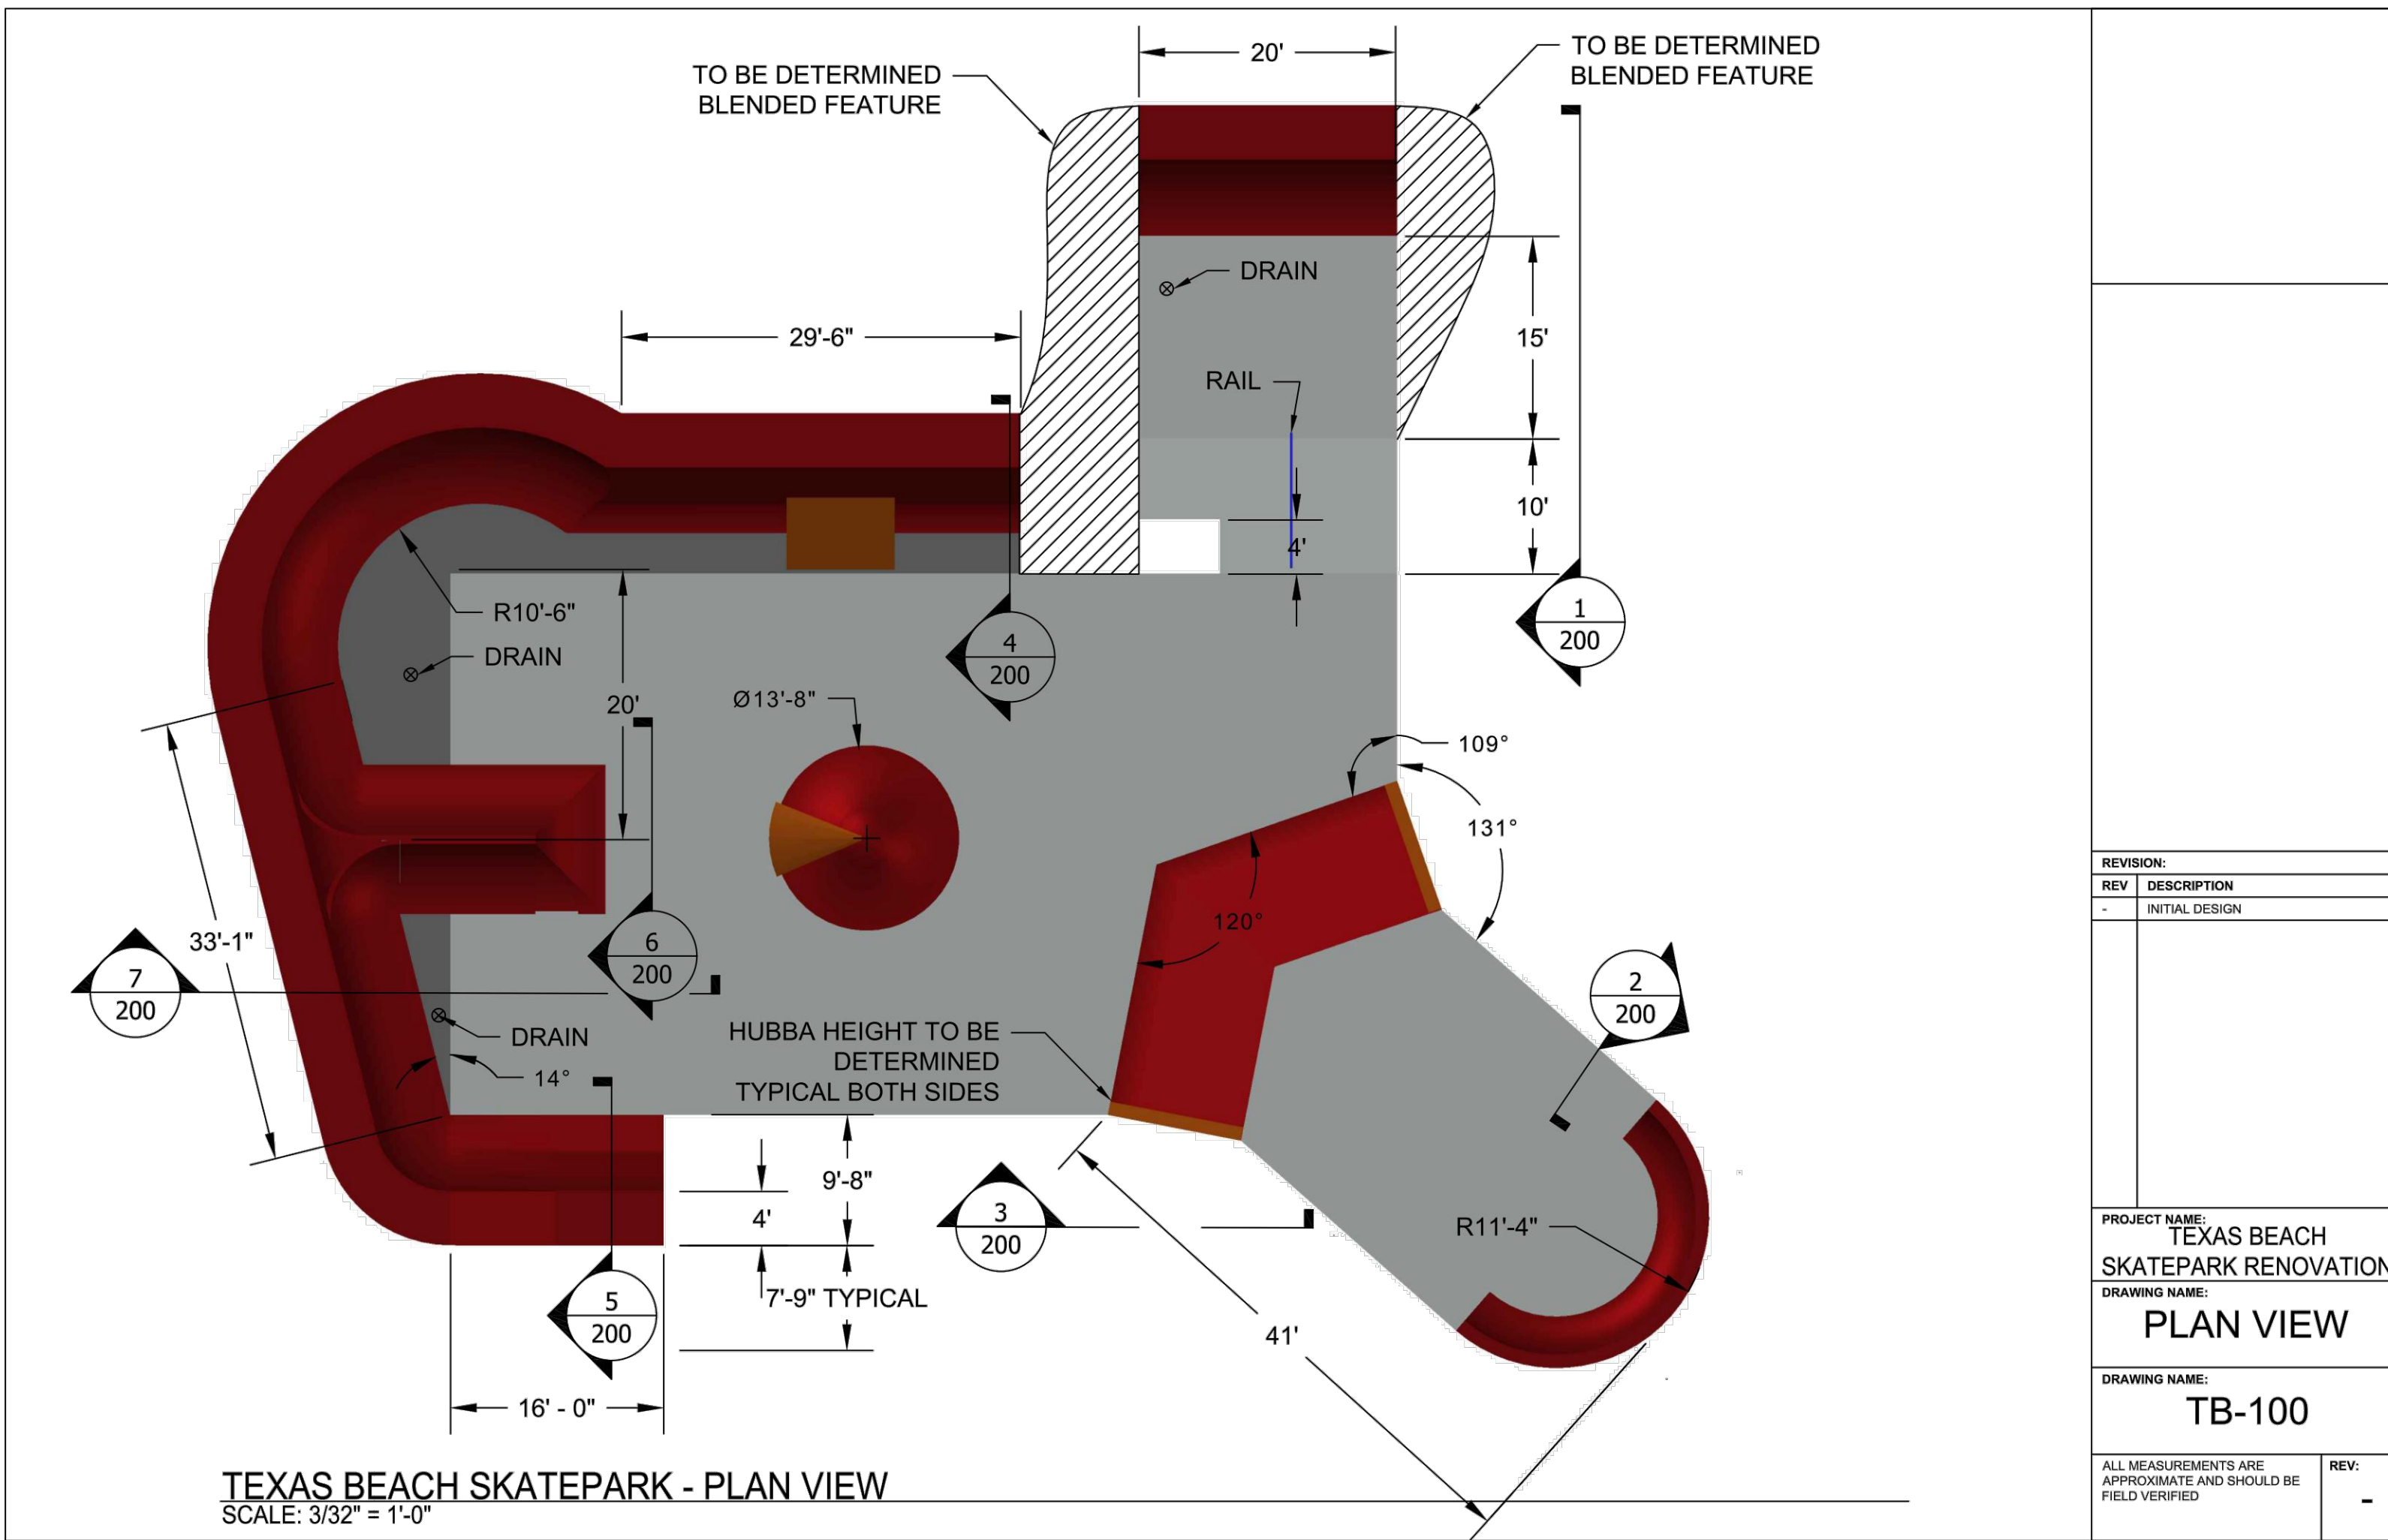 TO BE DETERMINED
BLENDED FEATURE
20'
TO BE DETERMINED
BLENDED FEATURE
DRAIN
29'-6"
15'
RAIL
10'
4'
R10'-6"
DRAIN
20'
Ø13'-8"
4
200
1
200
109°
131°
120°
33'-1"
6
200
7
200
2
200
DRAIN
14°
HUBBA HEIGHT TO BE
DETERMINED
TYPICAL BOTH SIDES
9'-8"
4'
3
200
R11'-4"
7'-9" TYPICAL
5
200
41'
16' - 0"
TEXAS BEACH SKATEPARK - PLAN VIEW
SCALE: 3/32" = 1'-0"
REVISION:
REV DESCRIPTION
- INITIAL DESIGN
PROJECT NAME:
TEXAS BEACH
SKATEPARK RENOVATION
DRAWING NAME:
PLAN VIEW
DRAWING NAME:
TB-100
ALL MEASUREMENTS ARE
APPROXIMATE AND SHOULD BE
FIELD VERIFIED
REV:
-